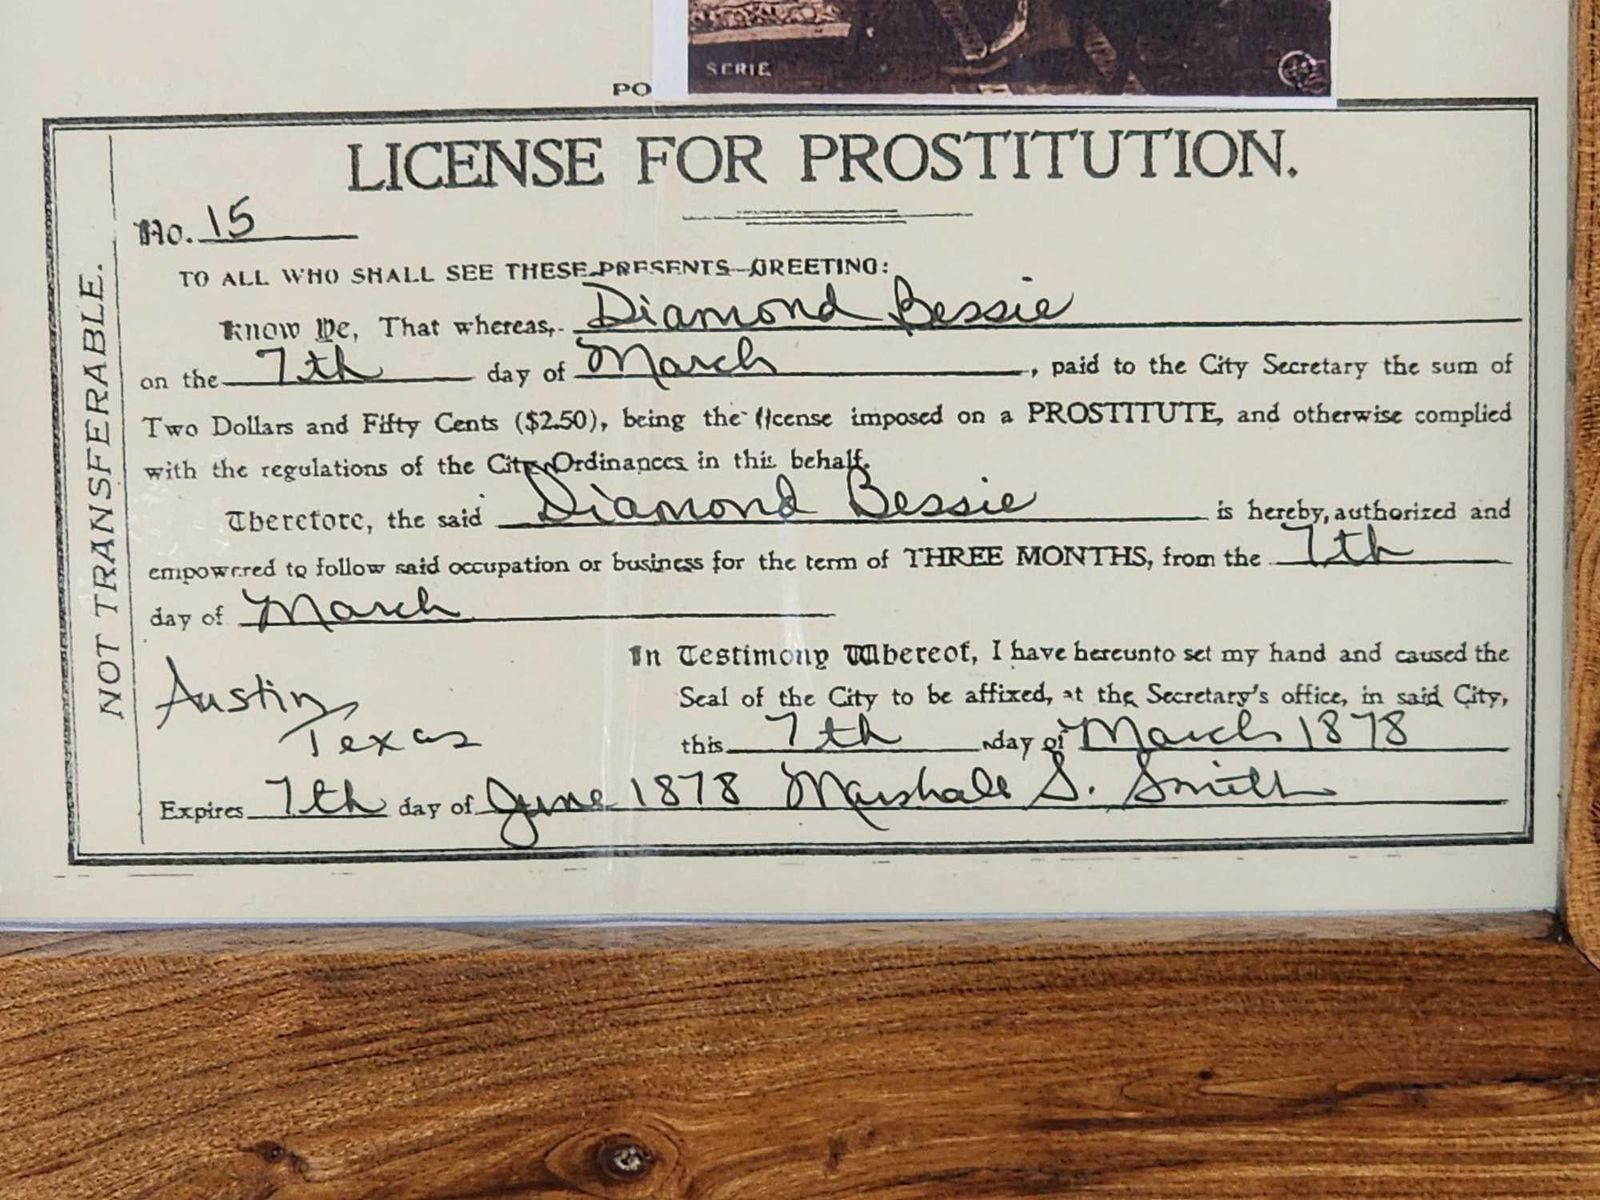 SERIE
PO
LICENSE FOR PROSTITUTION.
No. 15
TO ALL WHO SHALL SEE THESE PRESENTS—GREETING:
Know Ye, That whereas, Diamond Bessie
on the 7th day of March, paid to the City Secretary the sum of
Two Dollars and Fifty Cents ($2.50), being the license imposed on a PROSTITUTE, and otherwise complied
with the regulations of the City Ordinances in this behalf.
Therefore, the said Diamond Bessie is hereby, authorized and
empowered to follow said occupation or business for the term of THREE MONTHS, from the 7th
day of March
In Testimony Whereof, I have hereunto set my hand and caused the
Seal of the City to be affixed, at the Secretary's office, in said City,
this 7th day of March 1878
Austin,
Texas
Expires 7th day of June 1878 Marshall S. Smith
NOT TRANSFERABLE.